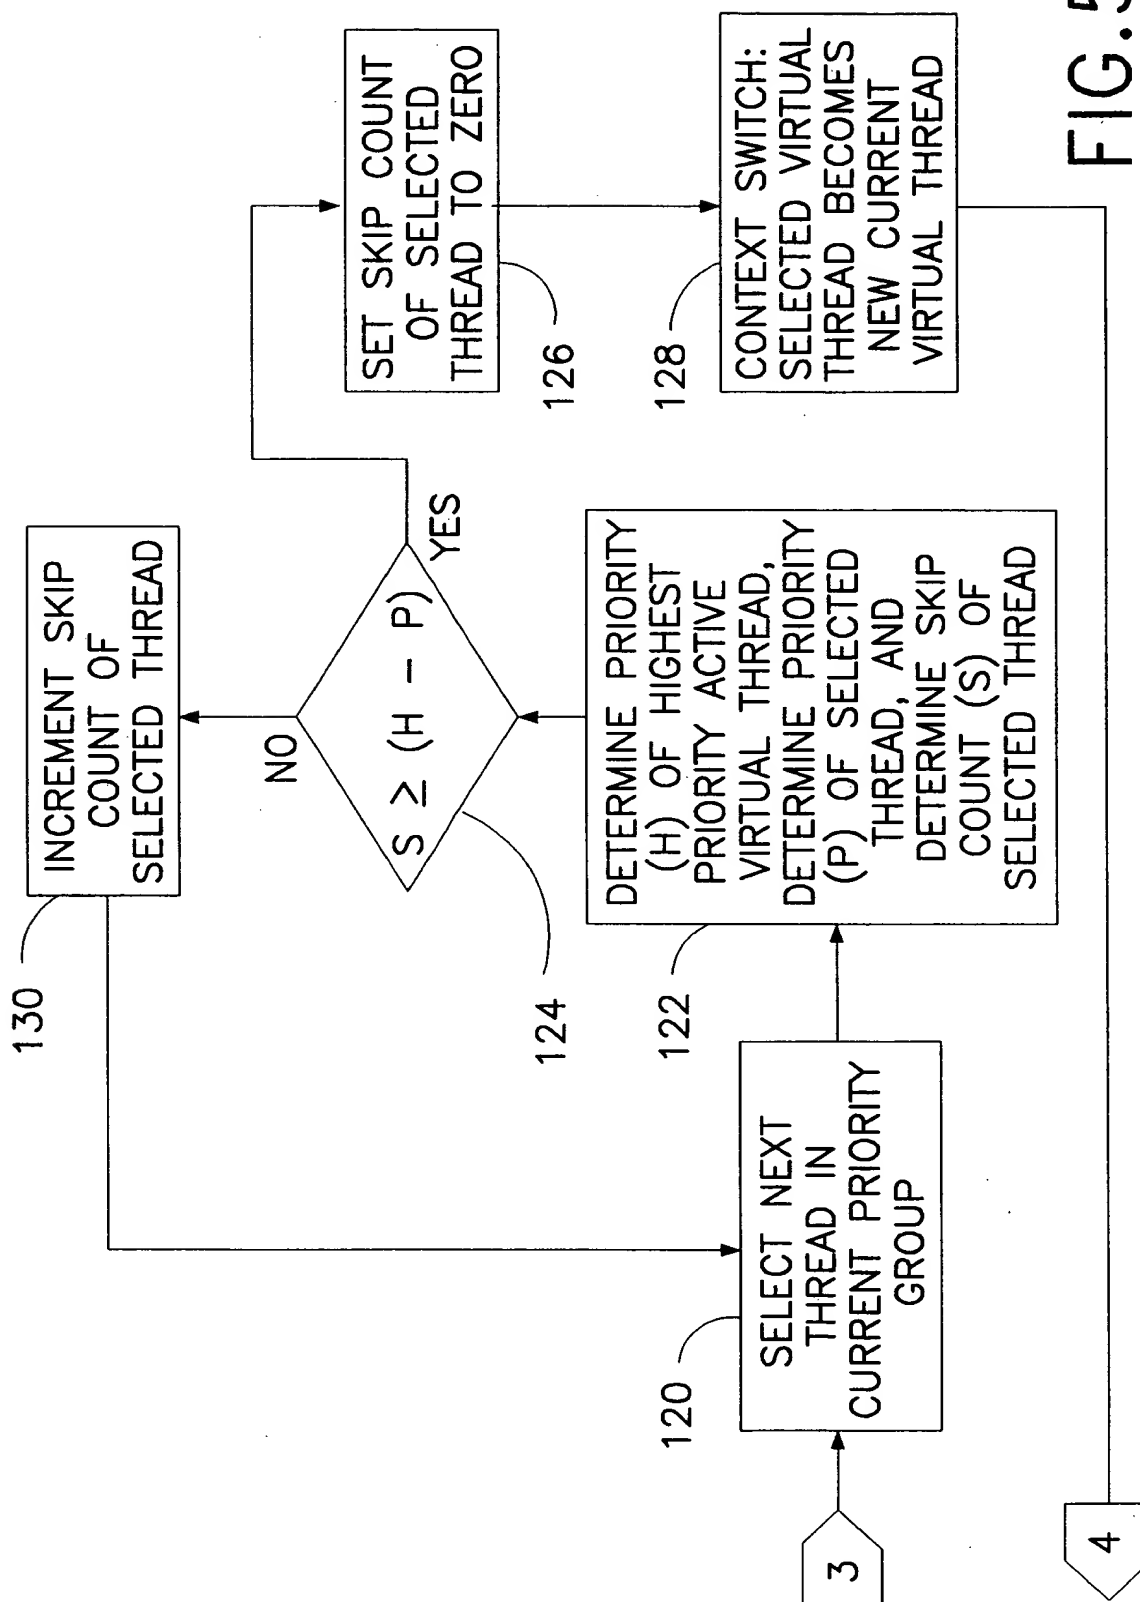 3
SELECT NEXT
THREAD IN
CURRENT PRIORITY
GROUP
120
DETERMINE PRIORITY
(H) OF HIGHEST
PRIORITY ACTIVE
VIRTUAL THREAD,
DETERMINE PRIORITY
(P) OF SELECTED
THREAD, AND
DETERMINE SKIP
COUNT (S) OF
SELECTED THREAD
122
S ≥ (H – P)
124
NO
YES
INCREMENT SKIP
COUNT OF
SELECTED THREAD
130
SET SKIP COUNT
OF SELECTED
THREAD TO ZERO
126
CONTEXT SWITCH:
SELECTED VIRTUAL
THREAD BECOMES
NEW CURRENT
VIRTUAL THREAD
128
4
FIG.5